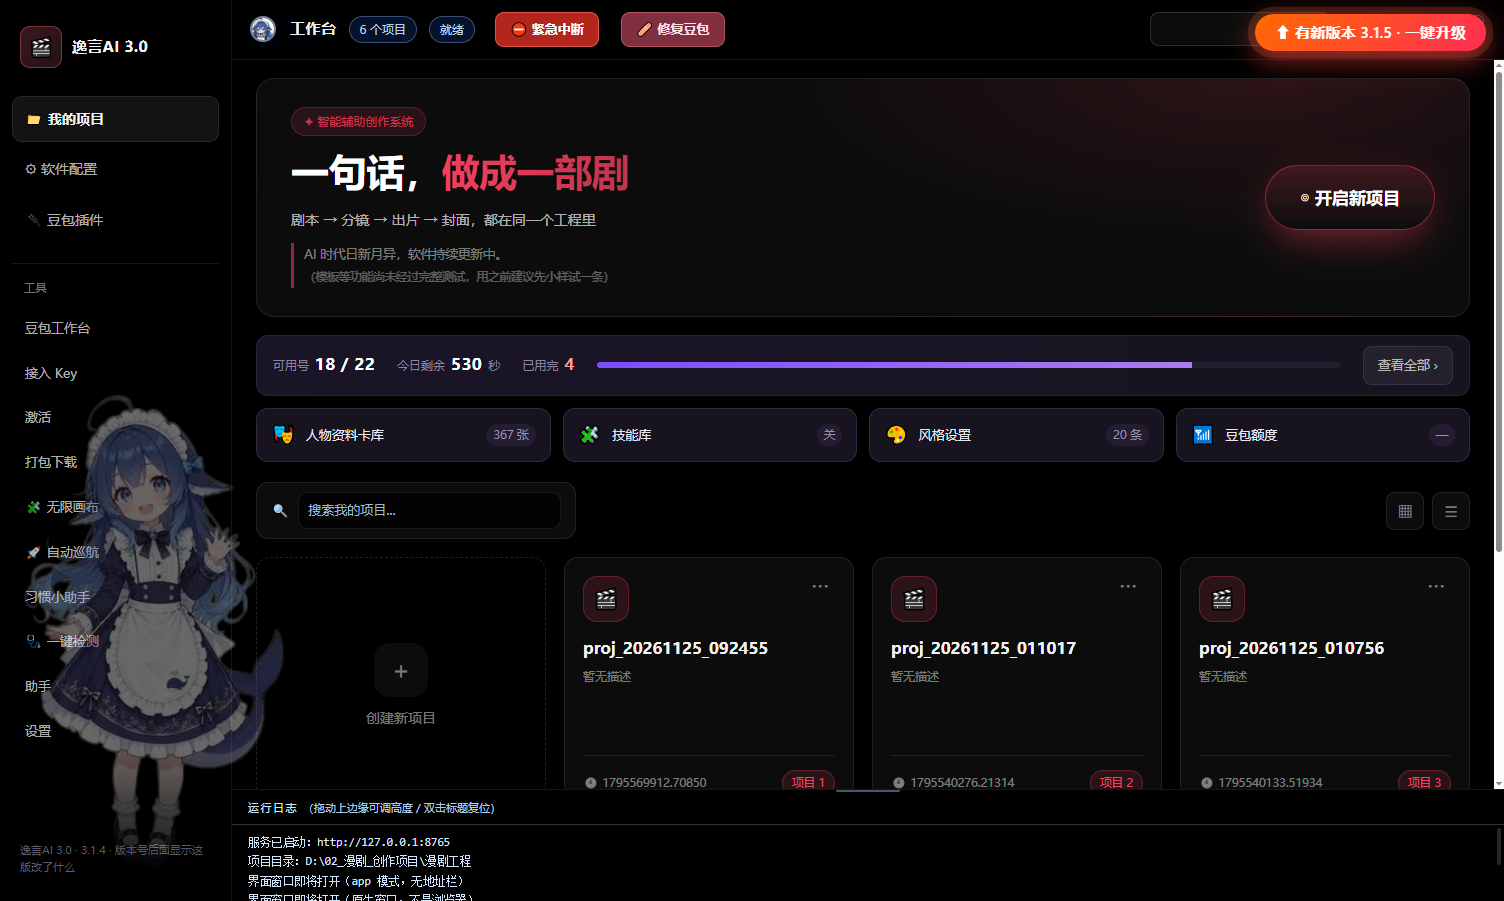 逸言AI 3.0
我的项目
软件配置
豆包插件
工具
豆包工作台
接入 Key
激活
打包下载
无限画布
自动巡航
习惯小助手
一键检测
助手
设置
逸言AI 3.0 · 3.1.4 · 版本号后面显示这
版改了什么
工作台
6 个项目
就绪
紧急中断
修复豆包
有新版本 3.1.5 · 一键升级
智能辅助创作系统
一句话，做成一部剧
剧本 → 分镜 → 出片 → 封面，都在同一个工程里
AI 时代日新月异，软件持续更新中。
（模板等功能尚未经过完整测试，用之前建议先小样试一条）
开启新项目
可用号 18 / 22 今日剩余 530 秒 已用完 4
查看全部 ›
人物资料卡库 367 张
技能库 关
风格设置 20 条
豆包额度 —
搜索我的项目...
创建新项目
proj_20261125_092455
暂无描述
1795569912.70850 项目 1
proj_20261125_011017
暂无描述
1795540276.21314 项目 2
proj_20261125_010756
暂无描述
1795540133.51934 项目 3
运行日志 （拖动上边缘可调高度 / 双击标题复位）
服务已启动：http://127.0.0.1:8765
项目目录：D:\02_漫剧_创作项目\漫剧工程
界面窗口即将打开（app 模式，无地址栏）
界面窗口即将打开（原生窗口，不是浏览器）